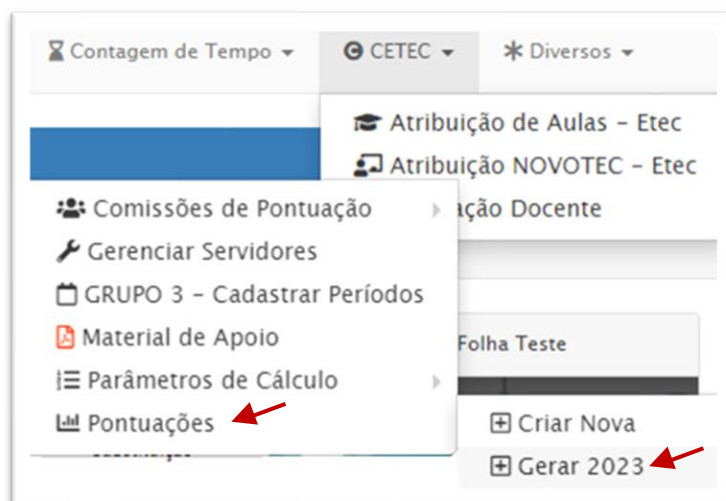 Contagem de Tempo
CETEC
Diversos
Atribuição de Aulas - Etec
Atribuição NOVOTEC - Etec
ação Docente
Comissões de Pontuação
Gerenciar Servidores
GRUPO 3 - Cadastrar Períodos
Material de Apoio
Folha Teste
Parâmetros de Cálculo
Pontuações
Criar Nova
Gerar 2023